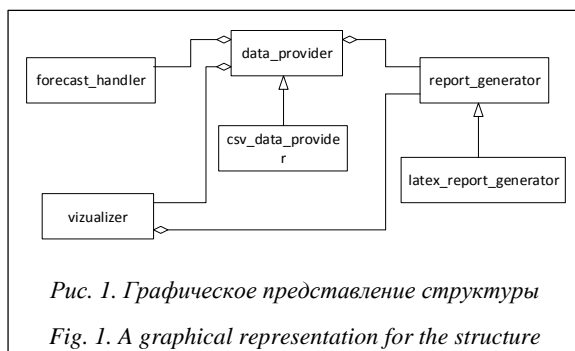 data_provider
forecast_handler
report_generator
csv_data_provide
r
latex_report_generator
vizualizer
Рис. 1. Графическое представление структуры
Fig. 1. A graphical representation for the structure